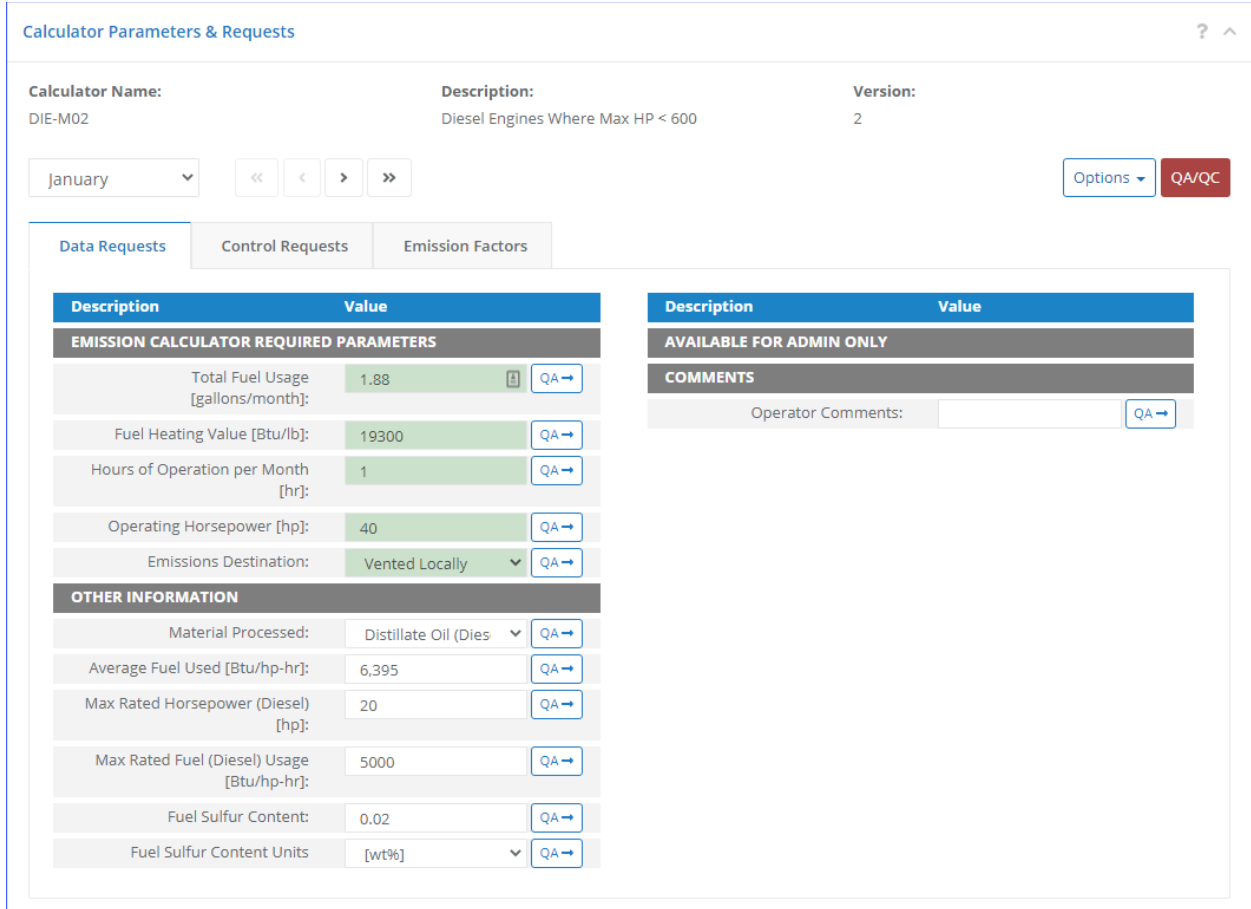 Calculator Parameters & Requests
?
Calculator Name:
Description:
Version:
DIE-M02
Diesel Engines Where Max HP < 600
2
January
Options
QA/QC
Data Requests
Control Requests
Emission Factors
Description Value
EMISSION CALCULATOR REQUIRED PARAMETERS
Total Fuel Usage
[gallons/month]:
1.88
QA
Fuel Heating Value [Btu/lb]:
19300
QA
Hours of Operation per Month
[hr]:
1
QA
Operating Horsepower [hp]:
40
QA
Emissions Destination:
Vented Locally
QA
OTHER INFORMATION
Material Processed:
Distillate Oil (Dies
QA
Average Fuel Used [Btu/hp-hr]:
6,395
QA
Max Rated Horsepower (Diesel)
[hp]:
20
QA
Max Rated Fuel (Diesel) Usage
[Btu/hp-hr]:
5000
QA
Fuel Sulfur Content:
0.02
QA
Fuel Sulfur Content Units
[wt%]
QA
Description Value
AVAILABLE FOR ADMIN ONLY
COMMENTS
Operator Comments:
QA